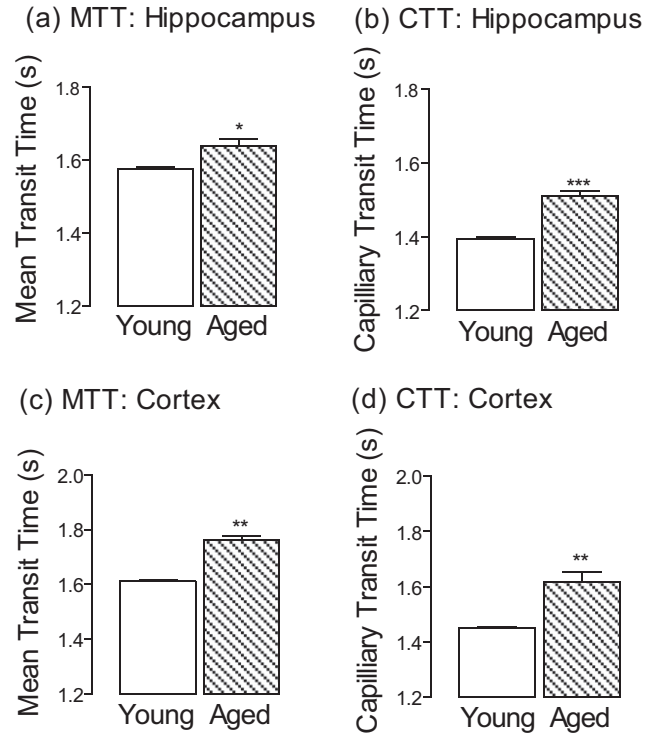 (a) MTT: Hippocampus
Mean Transit Time (s)
1.8
1.6
1.4
1.2
*
Young Aged
(b) CTT: Hippocampus
Capilliary Transit Time (s)
1.8
1.6
1.4
1.2
***
Young Aged
(c) MTT: Cortex
Mean Transit Time (s)
2.0
1.8
1.6
1.4
1.2
**
Young Aged
(d) CTT: Cortex
Capilliary Transit Time (s)
2.0
1.8
1.6
1.4
1.2
**
Young Aged